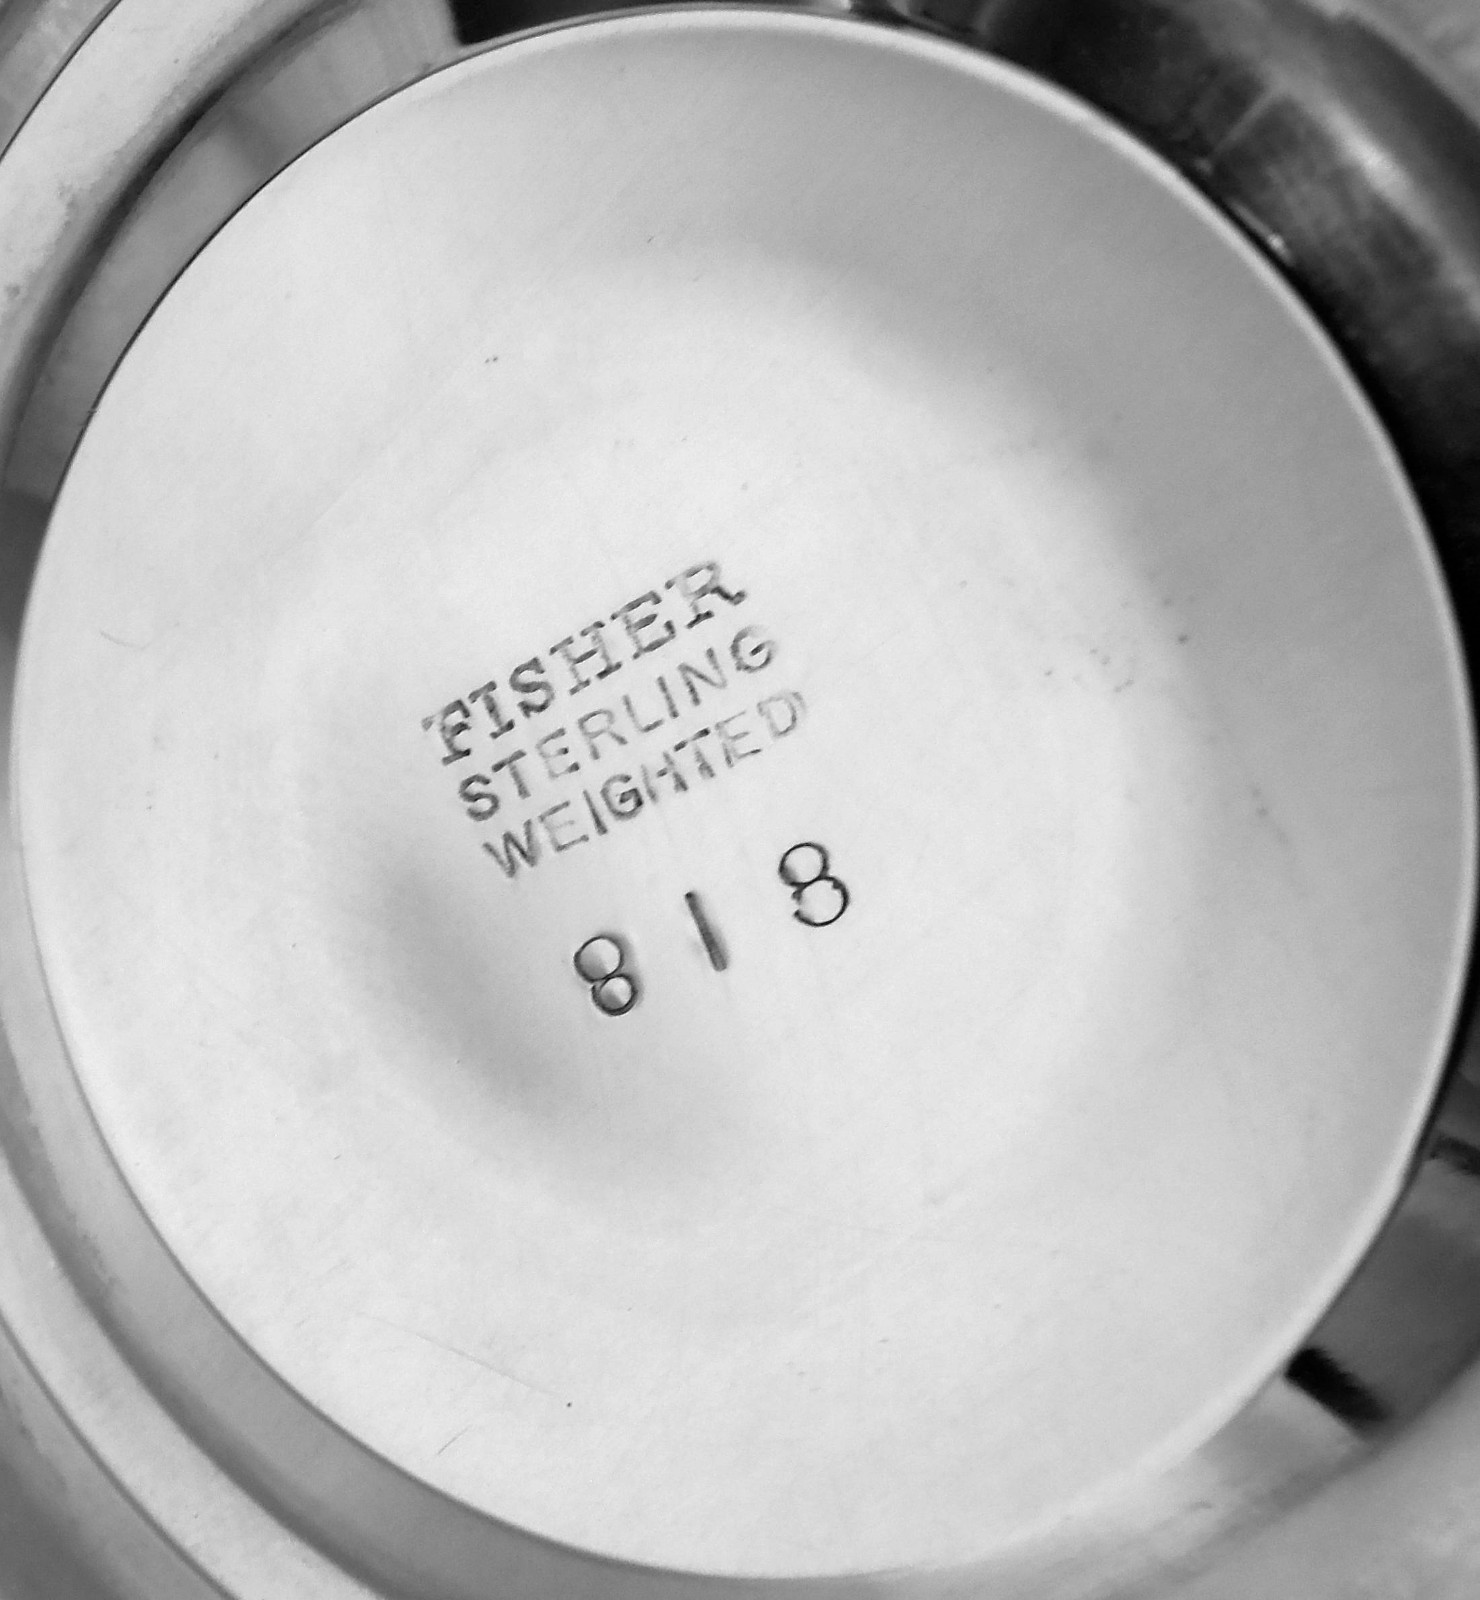 FISHER
STERLING
WEIGHTED
818